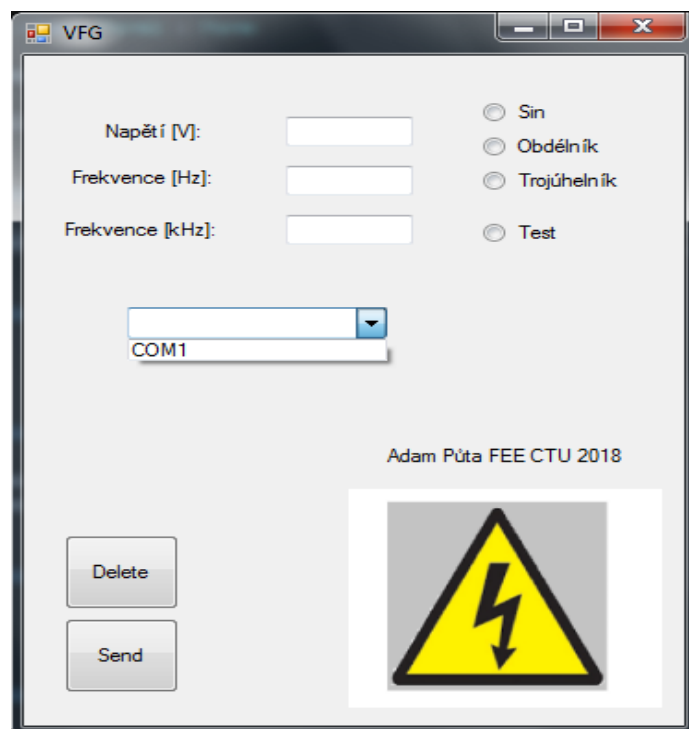 VFG
Napětí [V]:
Frekvence [Hz]:
Frekvence [kHz]:
Sin
Obdélník
Trojúhelník
Test
COM1
Adam Půta FEE CTU 2018
Delete
Send